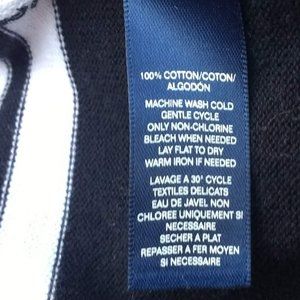 100% COTTON/COTON/
ALGODÓN
MACHINE WASH COLD
GENTLE CYCLE
ONLY NON-CHLORINE
BLEACH WHEN NEEDED
LAY FLAT TO DRY
WARM IRON IF NEEDED
LAVAGE A 30° CYCLE
TEXTILES DELICATS
EAU DE JAVEL NON
CHLOREE UNIQUEMENT SI
NECESSAIRE
SECHER A PLAT
REPASSER A FER MOYEN
SI NECESSAIRE